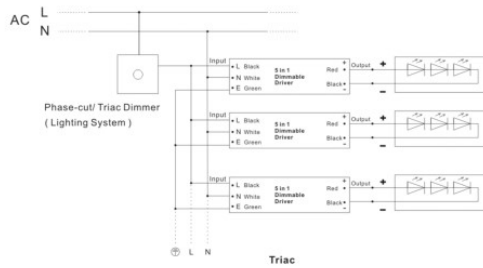 AC L
N
Phase-cut/ Triac Dimmer
( Lighting System )
Input
L Black
N White
E Green
5 in 1
Dimmable
Driver
+
Red
Black
-
Output +
-
Input
L Black
N White
E Green
5 in 1
Dimmable
Driver
+
Red
Black
-
Output +
-
Input
L Black
N White
E Green
5 in 1
Dimmable
Driver
+
Red
Black
-
Output +
-
L N
Triac